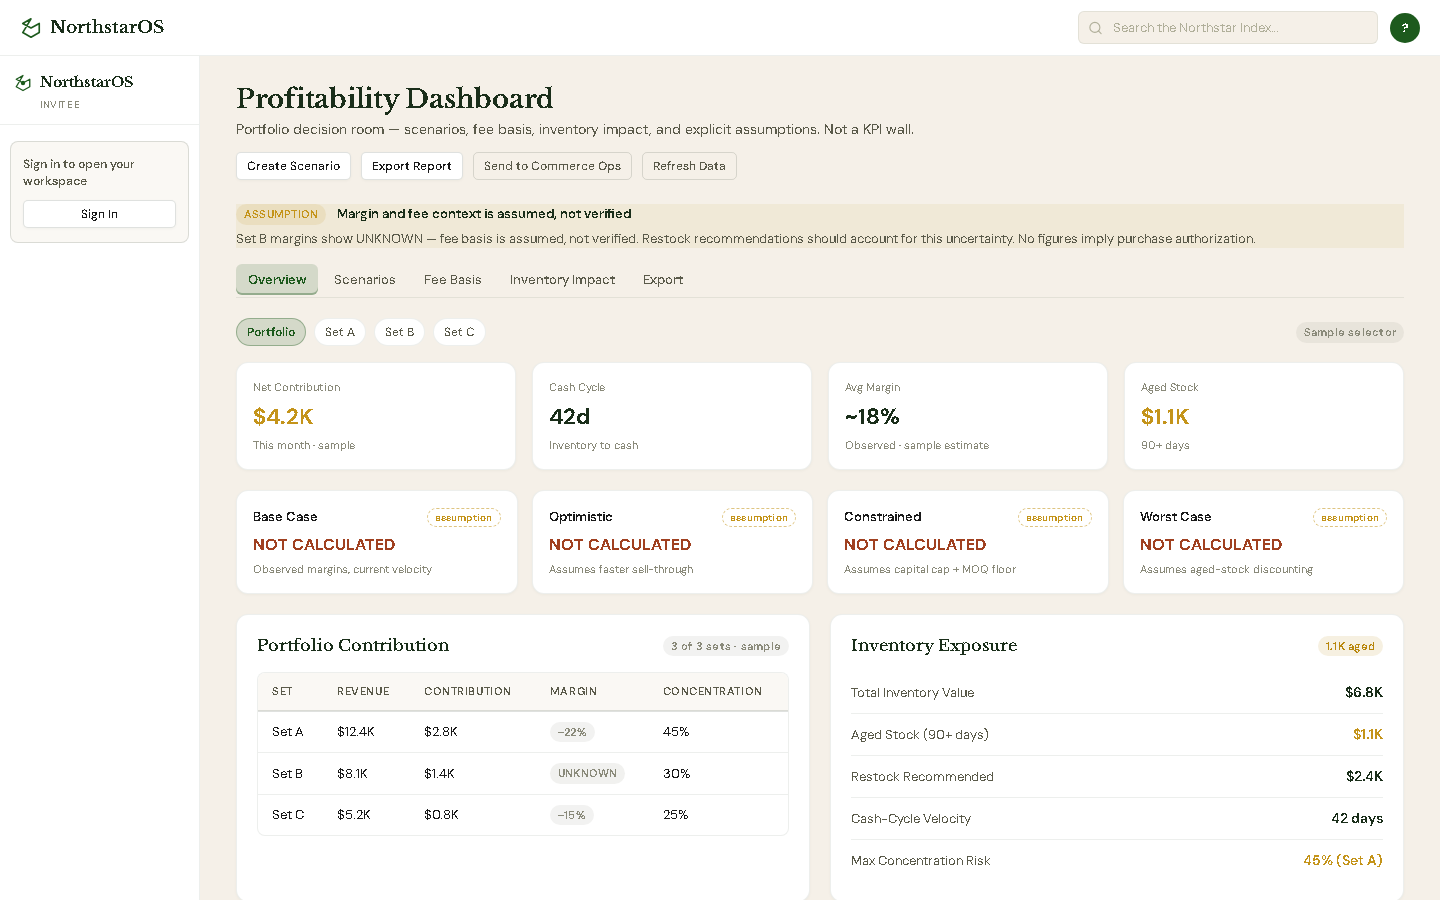 NorthstarOS
Search the Northstar Index...
?
NorthstarOS
INVITEE
Sign in to open your
workspace
Sign In
Profitability Dashboard
Portfolio decision room — scenarios, fee basis, inventory impact, and explicit assumptions. Not a KPI wall.
Create Scenario
Export Report
Send to Commerce Ops
Refresh Data
ASSUMPTION Margin and fee context is assumed, not verified
Set B margins show UNKNOWN — fee basis is assumed, not verified. Restock recommendations should account for this uncertainty. No figures imply purchase authorization.
Overview Scenarios Fee Basis Inventory Impact Export
Portfolio Set A Set B Set C Sample selector
Net Contribution
$4.2K
This month · sample
Cash Cycle
42d
Inventory to cash
Avg Margin
~18%
Observed · sample estimate
Aged Stock
$1.1K
90+ days
Base Case assumption
NOT CALCULATED
Observed margins, current velocity
Optimistic assumption
NOT CALCULATED
Assumes faster sell-through
Constrained assumption
NOT CALCULATED
Assumes capital cap + MOQ floor
Worst Case assumption
NOT CALCULATED
Assumes aged-stock discounting
Portfolio Contribution 3 of 3 sets · sample
SET REVENUE CONTRIBUTION MARGIN CONCENTRATION
Set A $12.4K $2.8K ~22% 45%
Set B $8.1K $1.4K UNKNOWN 30%
Set C $5.2K $0.8K ~15% 25%
Inventory Exposure 1.1K aged
Total Inventory Value $6.8K
Aged Stock (90+ days) $1.1K
Restock Recommended $2.4K
Cash-Cycle Velocity 42 days
Max Concentration Risk 45% (Set A)